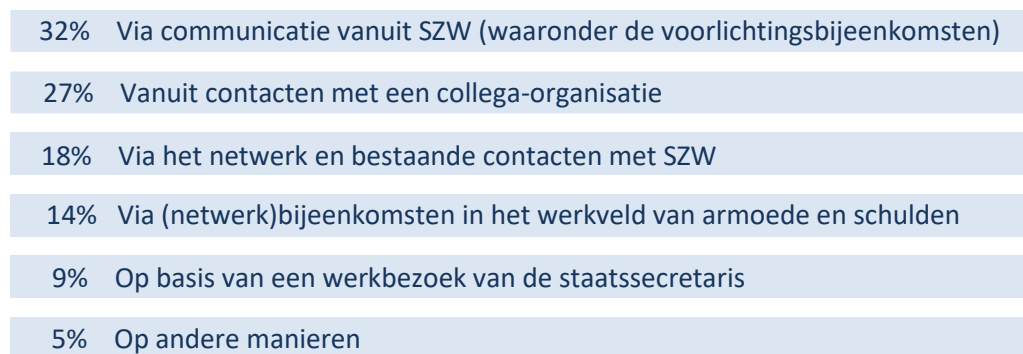 32% Via communicatie vanuit SZW (waaronder de voorlichtingsbijeenkomsten)
27% Vanuit contacten met een collega-organisatie
18% Via het netwerk en bestaande contacten met SZW
14% Via (netwerk)bijeenkomsten in het werkveld van armoede en schulden
9% Op basis van een werkbezoek van de staatssecretaris
5% Op andere manieren